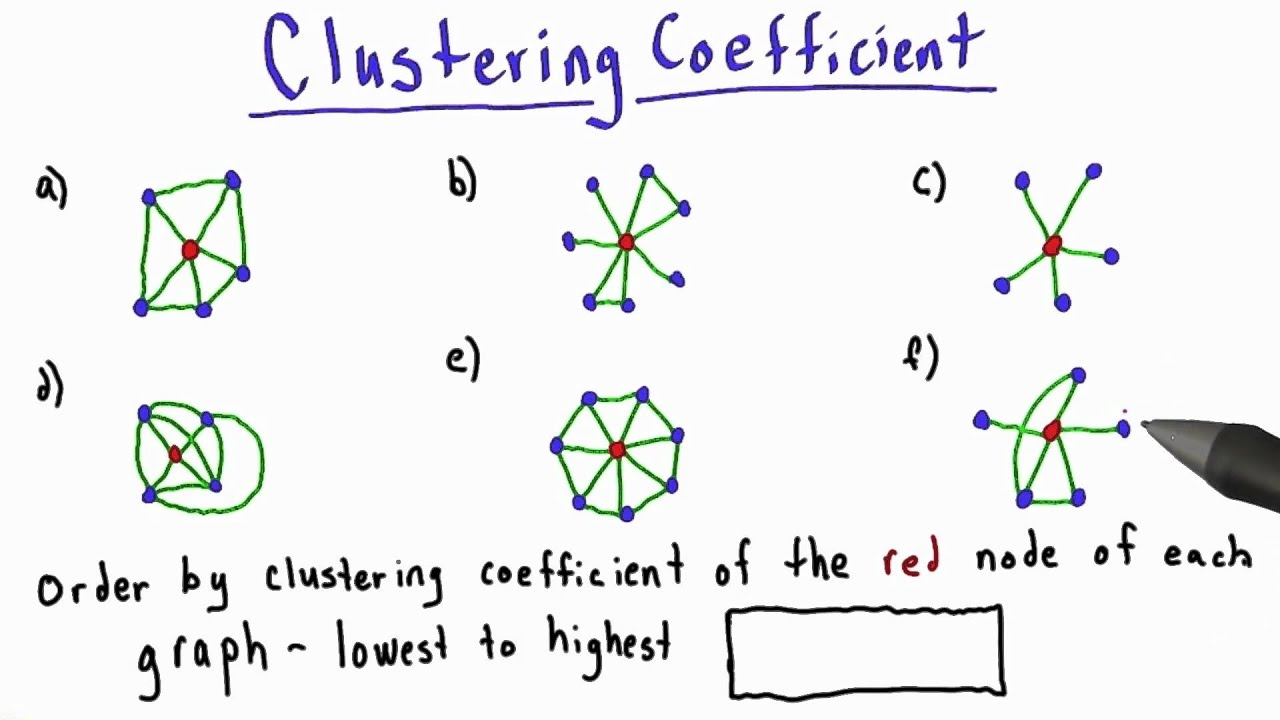 Clustering Coefficient
a) b) c)
d) e) f)
Order by clustering coefficient of the red node of each
graph - lowest to highest